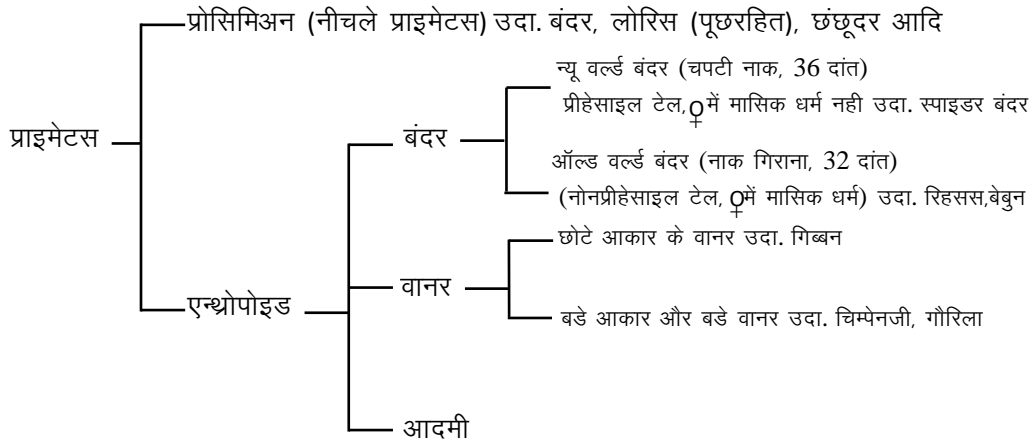 प्रोसिमिअन (नीचले प्राइमेटस) उदा. बंदर, लोरिस (पूछरहित), छंछूदर आदि
न्यू वर्ल्ड बंदर (चपटी नाक, 36 दांत)
प्रीहेसाइल टेल, ♀ में मासिक धर्म नही उदा. स्पाइडर बंदर
प्राइमेटस
बंदर
ऑल्ड वर्ल्ड बंदर (नाक गिराना, 32 दांत)
(नोनप्रीहेसाइल टेल, ♀में मासिक धर्म) उदा. रिहसस,बेबुन
छोटे आकार के वानर उदा. गिब्बन
वानर
एन्थ्रोपोइड
बडे आकार और बडे वानर उदा. चिम्पेनजी, गौरिला
आदमी